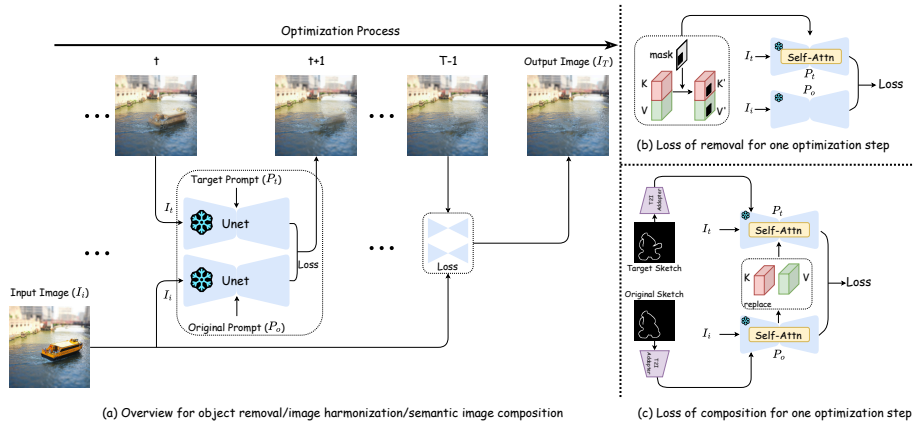 Optimization Process
t
t+1
T-1
Output Image (I_T)
Target Prompt (P_t)
I_t
Unet
Loss
Unet
I_i
Original Prompt (P_o)
Input Image (I_i)
Loss
(a) Overview for object removal/image harmonization/semantic image composition
mask
K
K'
V
V'
I_t
Self-Attn
P_t
P_o
I_i
Loss
(b) Loss of removal for one optimization step
T2I
Adapter
Target Sketch
P_t
I_t
Self-Attn
K
V
replace
Loss
Original Sketch
I_i
Self-Attn
P_o
T2I
Adapter
(c) Loss of composition for one optimization step